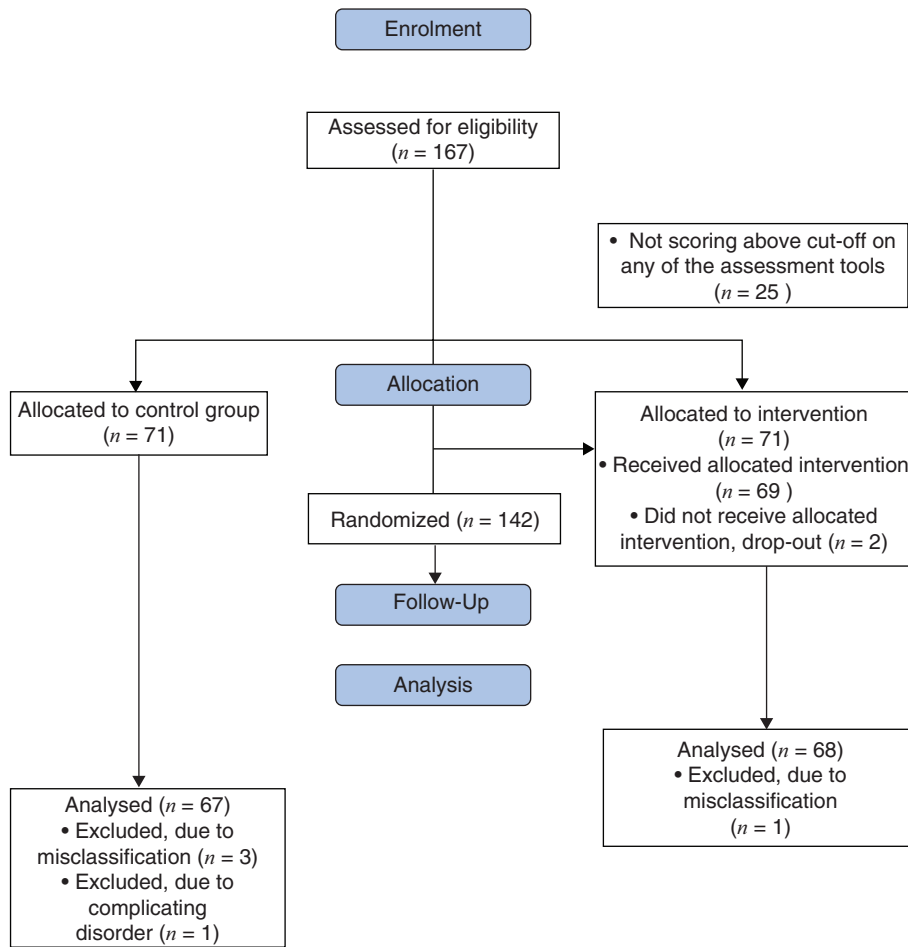 Enrolment
Assessed for eligibility
(n = 167)
• Not scoring above cut-off on
any of the assessment tools
(n = 25 )
Allocation
Allocated to control group
(n = 71)
Allocated to intervention
(n = 71)
• Received allocated intervention
(n = 69 )
• Did not receive allocated
intervention, drop-out (n = 2)
Randomized (n = 142)
Follow-Up
Analysis
Analysed (n = 68)
• Excluded, due to
misclassification
(n = 1)
Analysed (n = 67)
• Excluded, due to
misclassification (n = 3)
• Excluded, due to
complicating
disorder (n = 1)